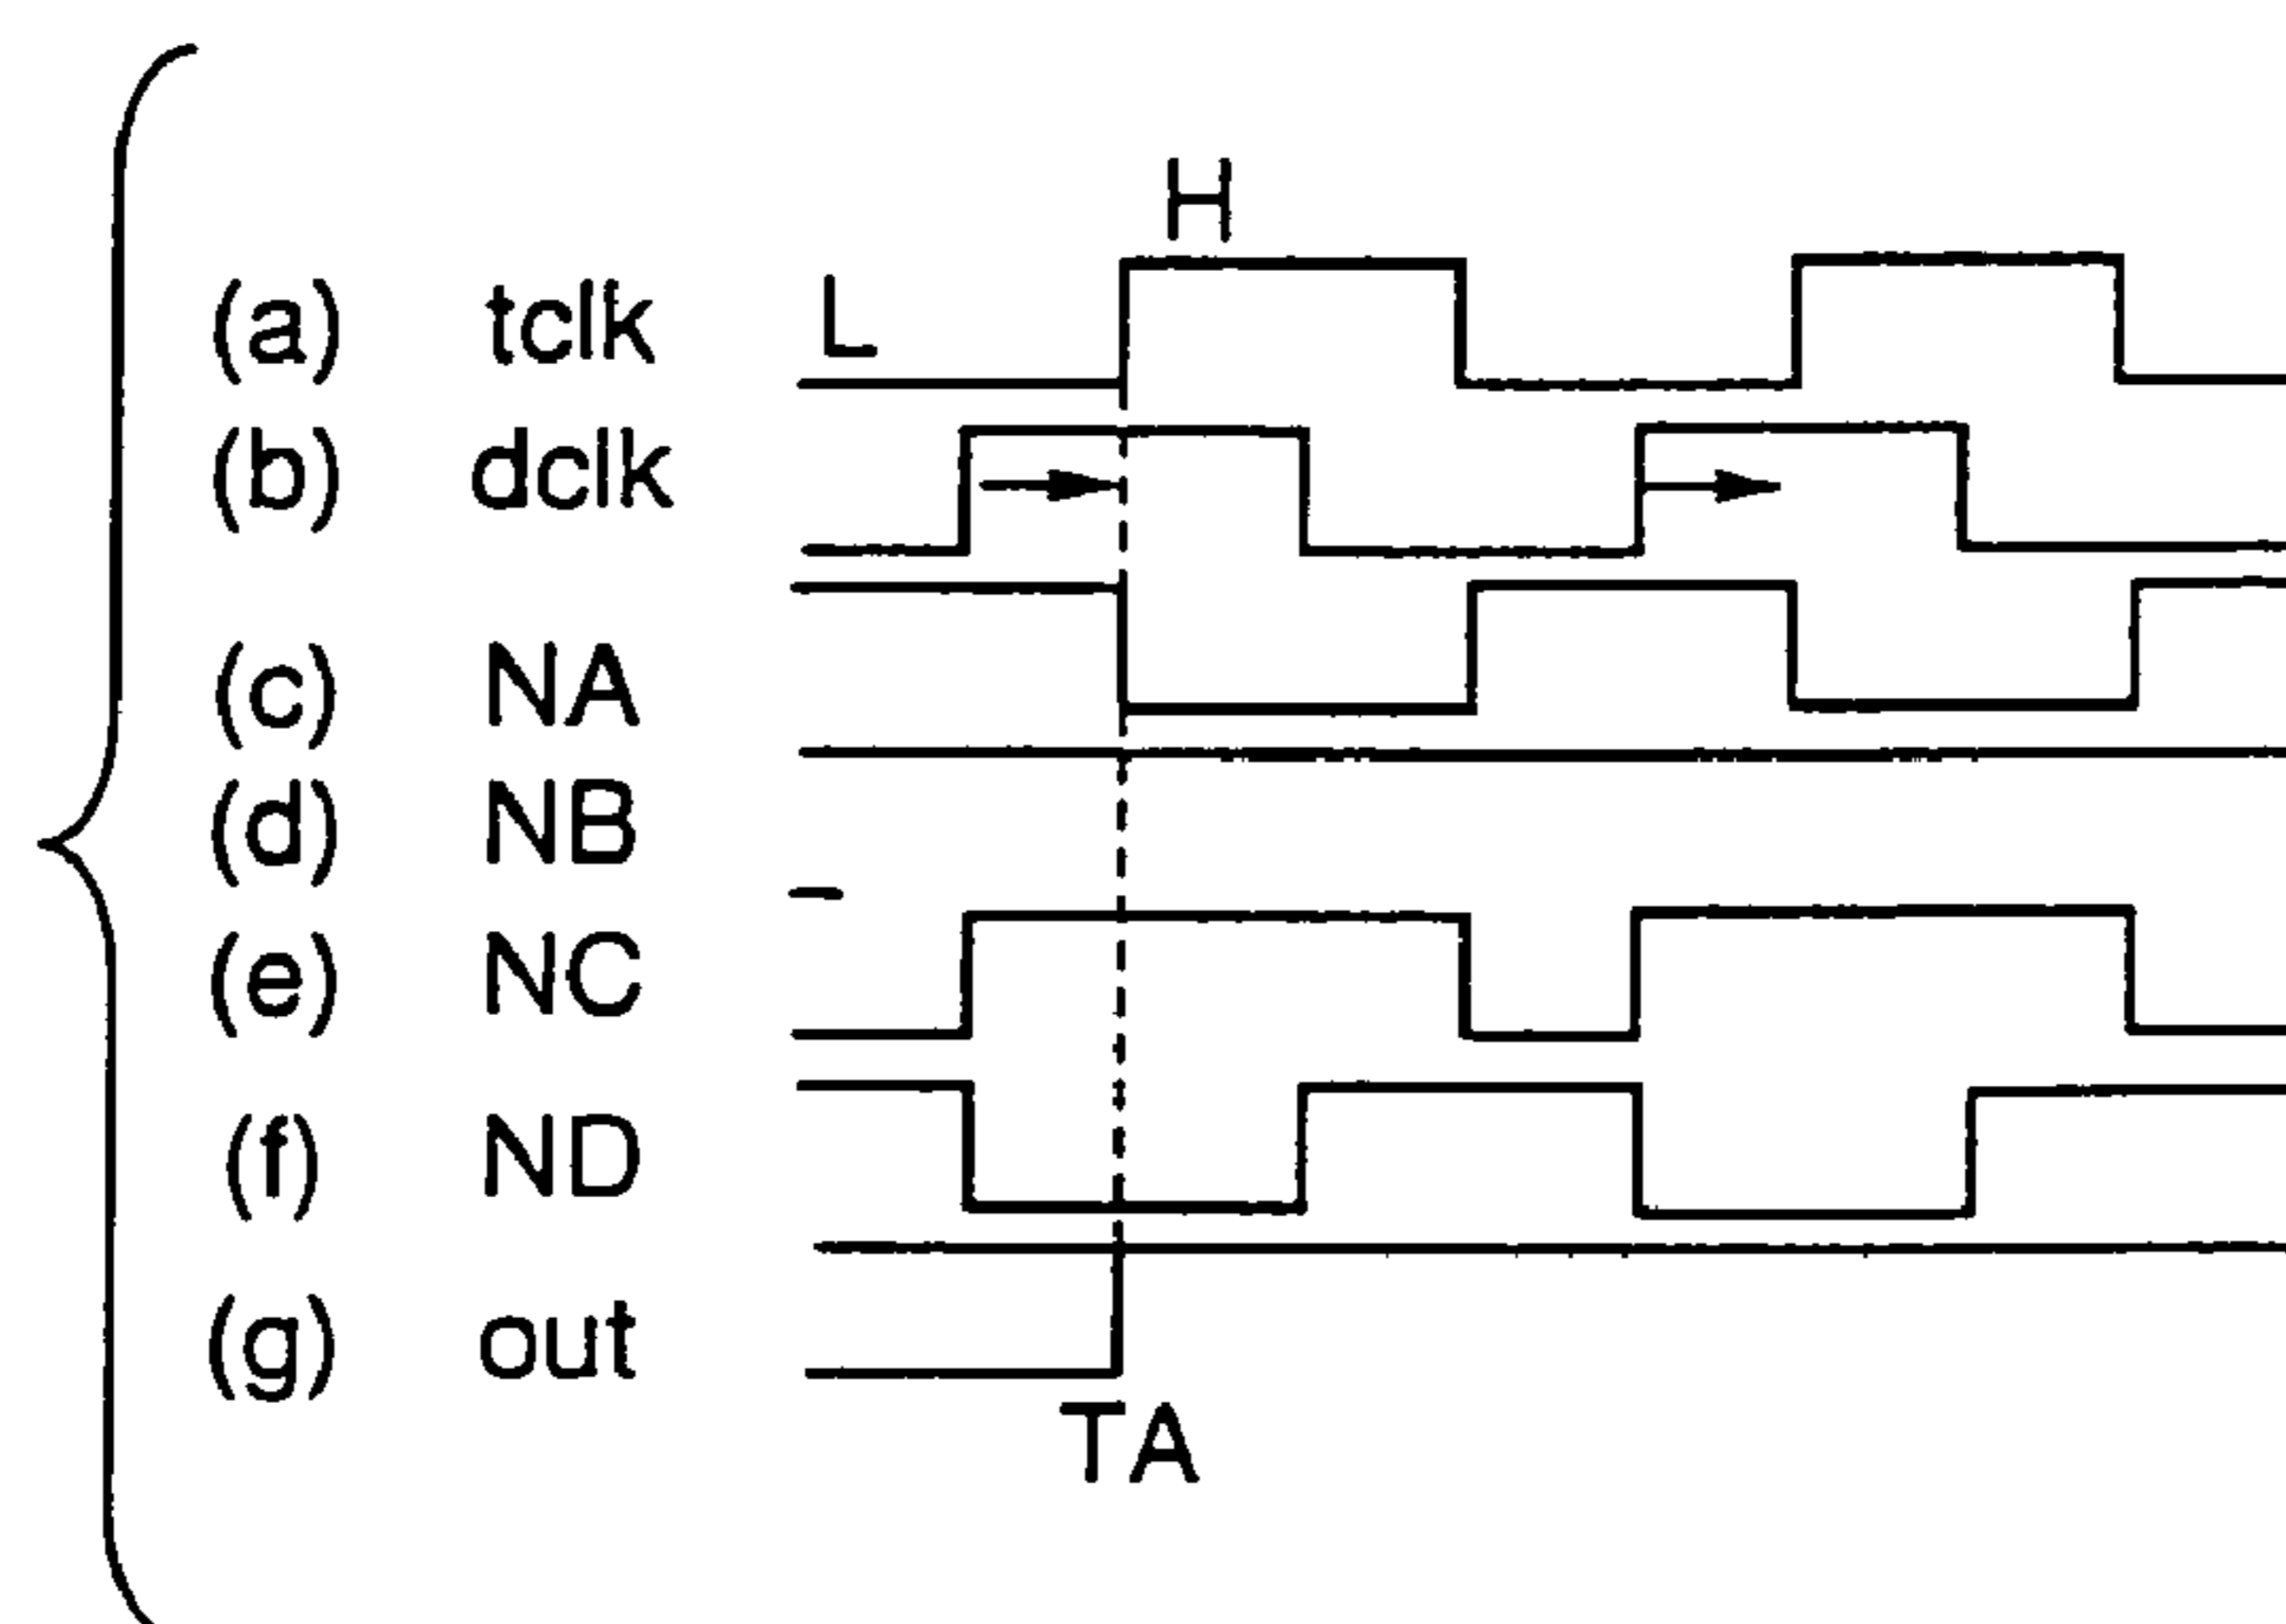 H
(a) tclk L
(b) dclk
(c) NA
(d) NB
(e) NC
(f) ND
(g) out
TA